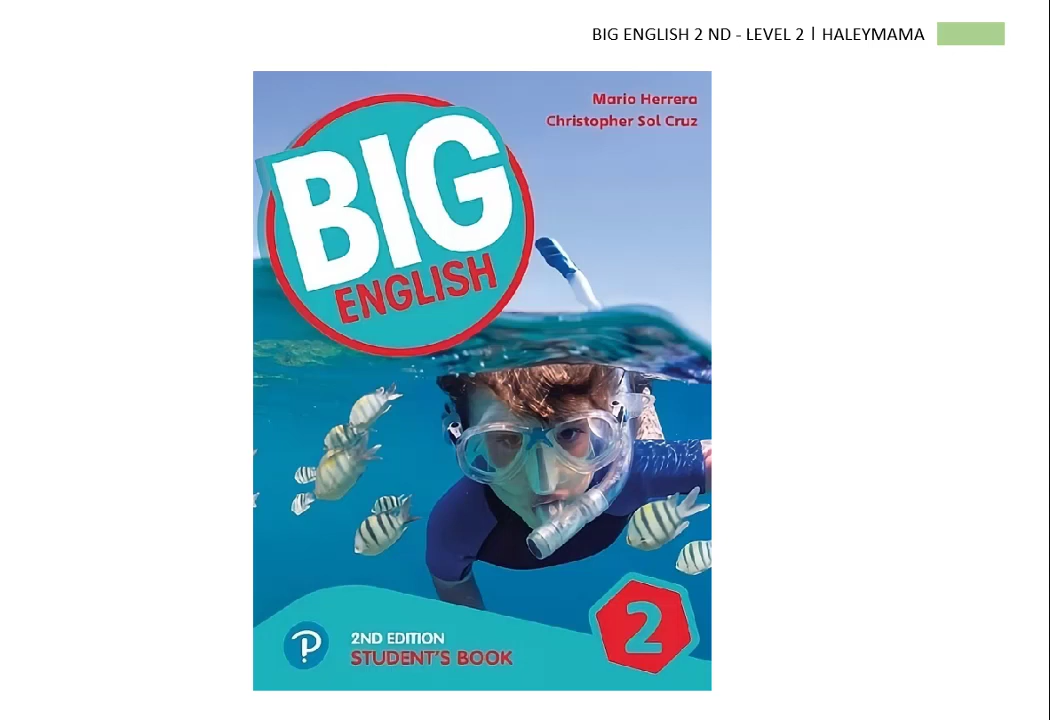 BIG ENGLISH 2 ND - LEVEL 2 | HALEYMAMA
Mario Herrera
Christopher Sol Cruz
BIG
ENGLISH
2
P
2ND EDITION
STUDENT'S BOOK